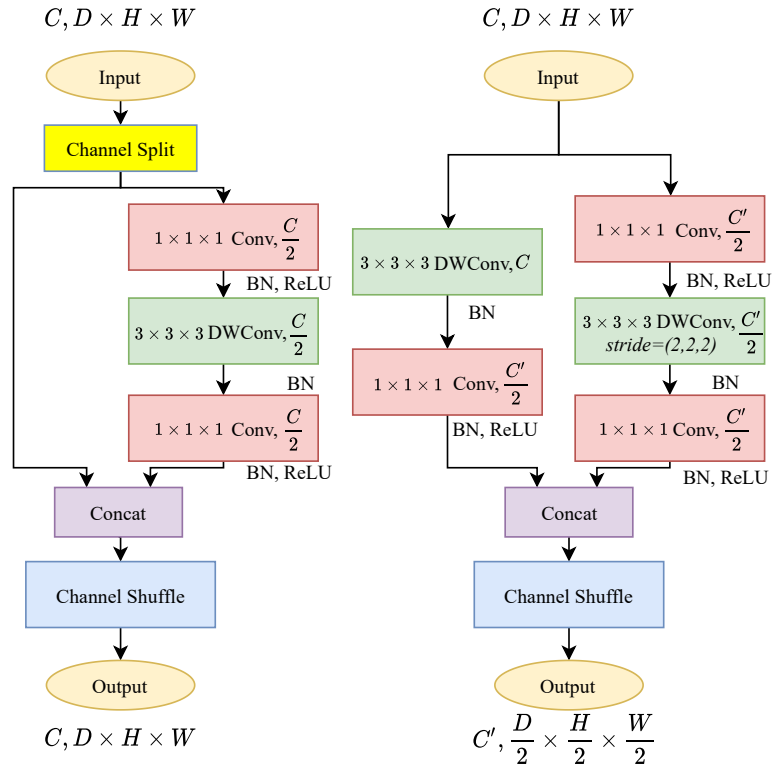 C, D × H × W
Input
Channel Split
1 × 1 × 1 Conv, C/2
BN, ReLU
3 × 3 × 3 DWConv, C/2
BN
1 × 1 × 1 Conv, C/2
BN, ReLU
Concat
Channel Shuffle
Output
C, D × H × W
C, D × H × W
Input
3 × 3 × 3 DWConv, C
BN
1 × 1 × 1 Conv, C′/2
BN, ReLU
1 × 1 × 1 Conv, C′/2
BN, ReLU
3 × 3 × 3 DWConv, C′/2
stride=(2,2,2)
BN
1 × 1 × 1 Conv, C′/2
BN, ReLU
Concat
Channel Shuffle
Output
C′, D/2 × H/2 × W/2